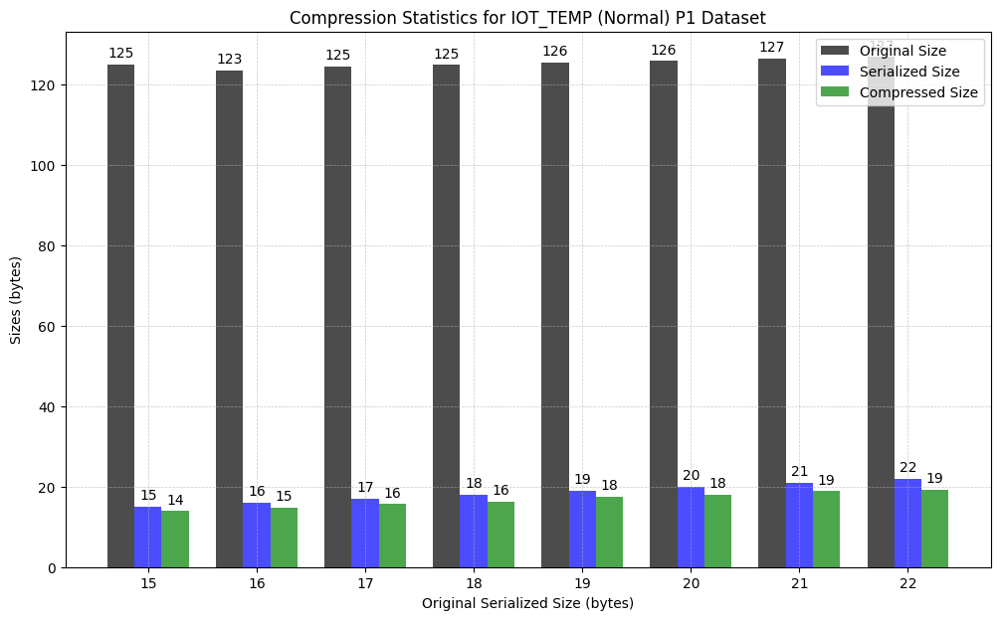 Compression Statistics for IOT_TEMP (Normal) P1 Dataset
Original Size
Serialized Size
Compressed Size
125 123 125 125 126 126 127 127
15 16 17 18 19 20 21 22
14 15 16 16 18 18 19 19
120
100
80
60
40
20
0
Sizes (bytes)
15 16 17 18 19 20 21 22
Original Serialized Size (bytes)